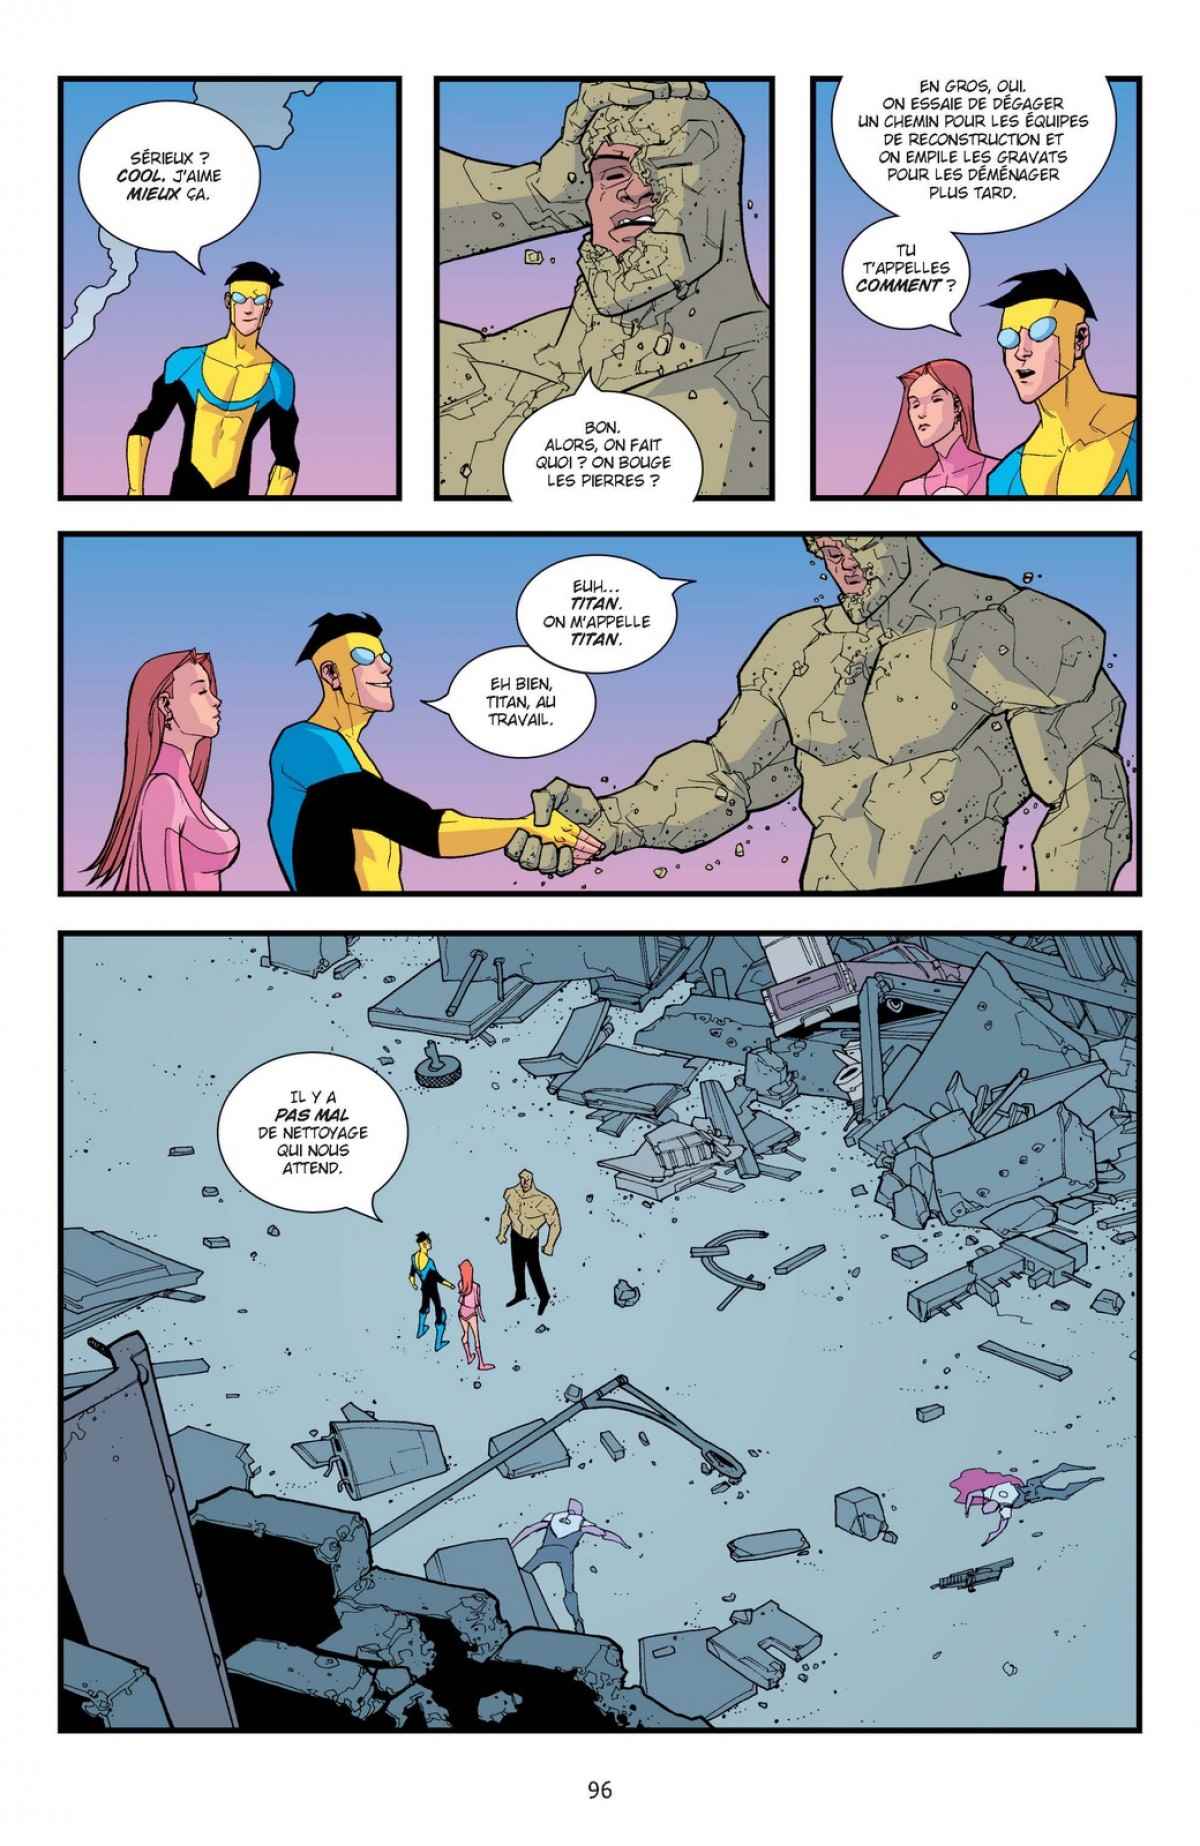 SÉRIEUX ?
COOL. J'AIME
MIEUX ÇA.
BON.
ALORS, ON FAIT
QUOI ? ON BOUGE
LES PIERRES ?
EN GROS, OUI.
ON ESSAIE DE DÉGAGER
UN CHEMIN POUR LES ÉQUIPES
DE RECONSTRUCTION ET
ON EMPILE LES GRAVATS
POUR LES DÉMÉNAGER
PLUS TARD.
TU
T'APPELLES
COMMENT ?
EUH...
TITAN.
ON M'APPELLE
TITAN.
EH BIEN,
TITAN, AU
TRAVAIL.
IL Y A
PAS MAL
DE NETTOYAGE
QUI NOUS
ATTEND.
96